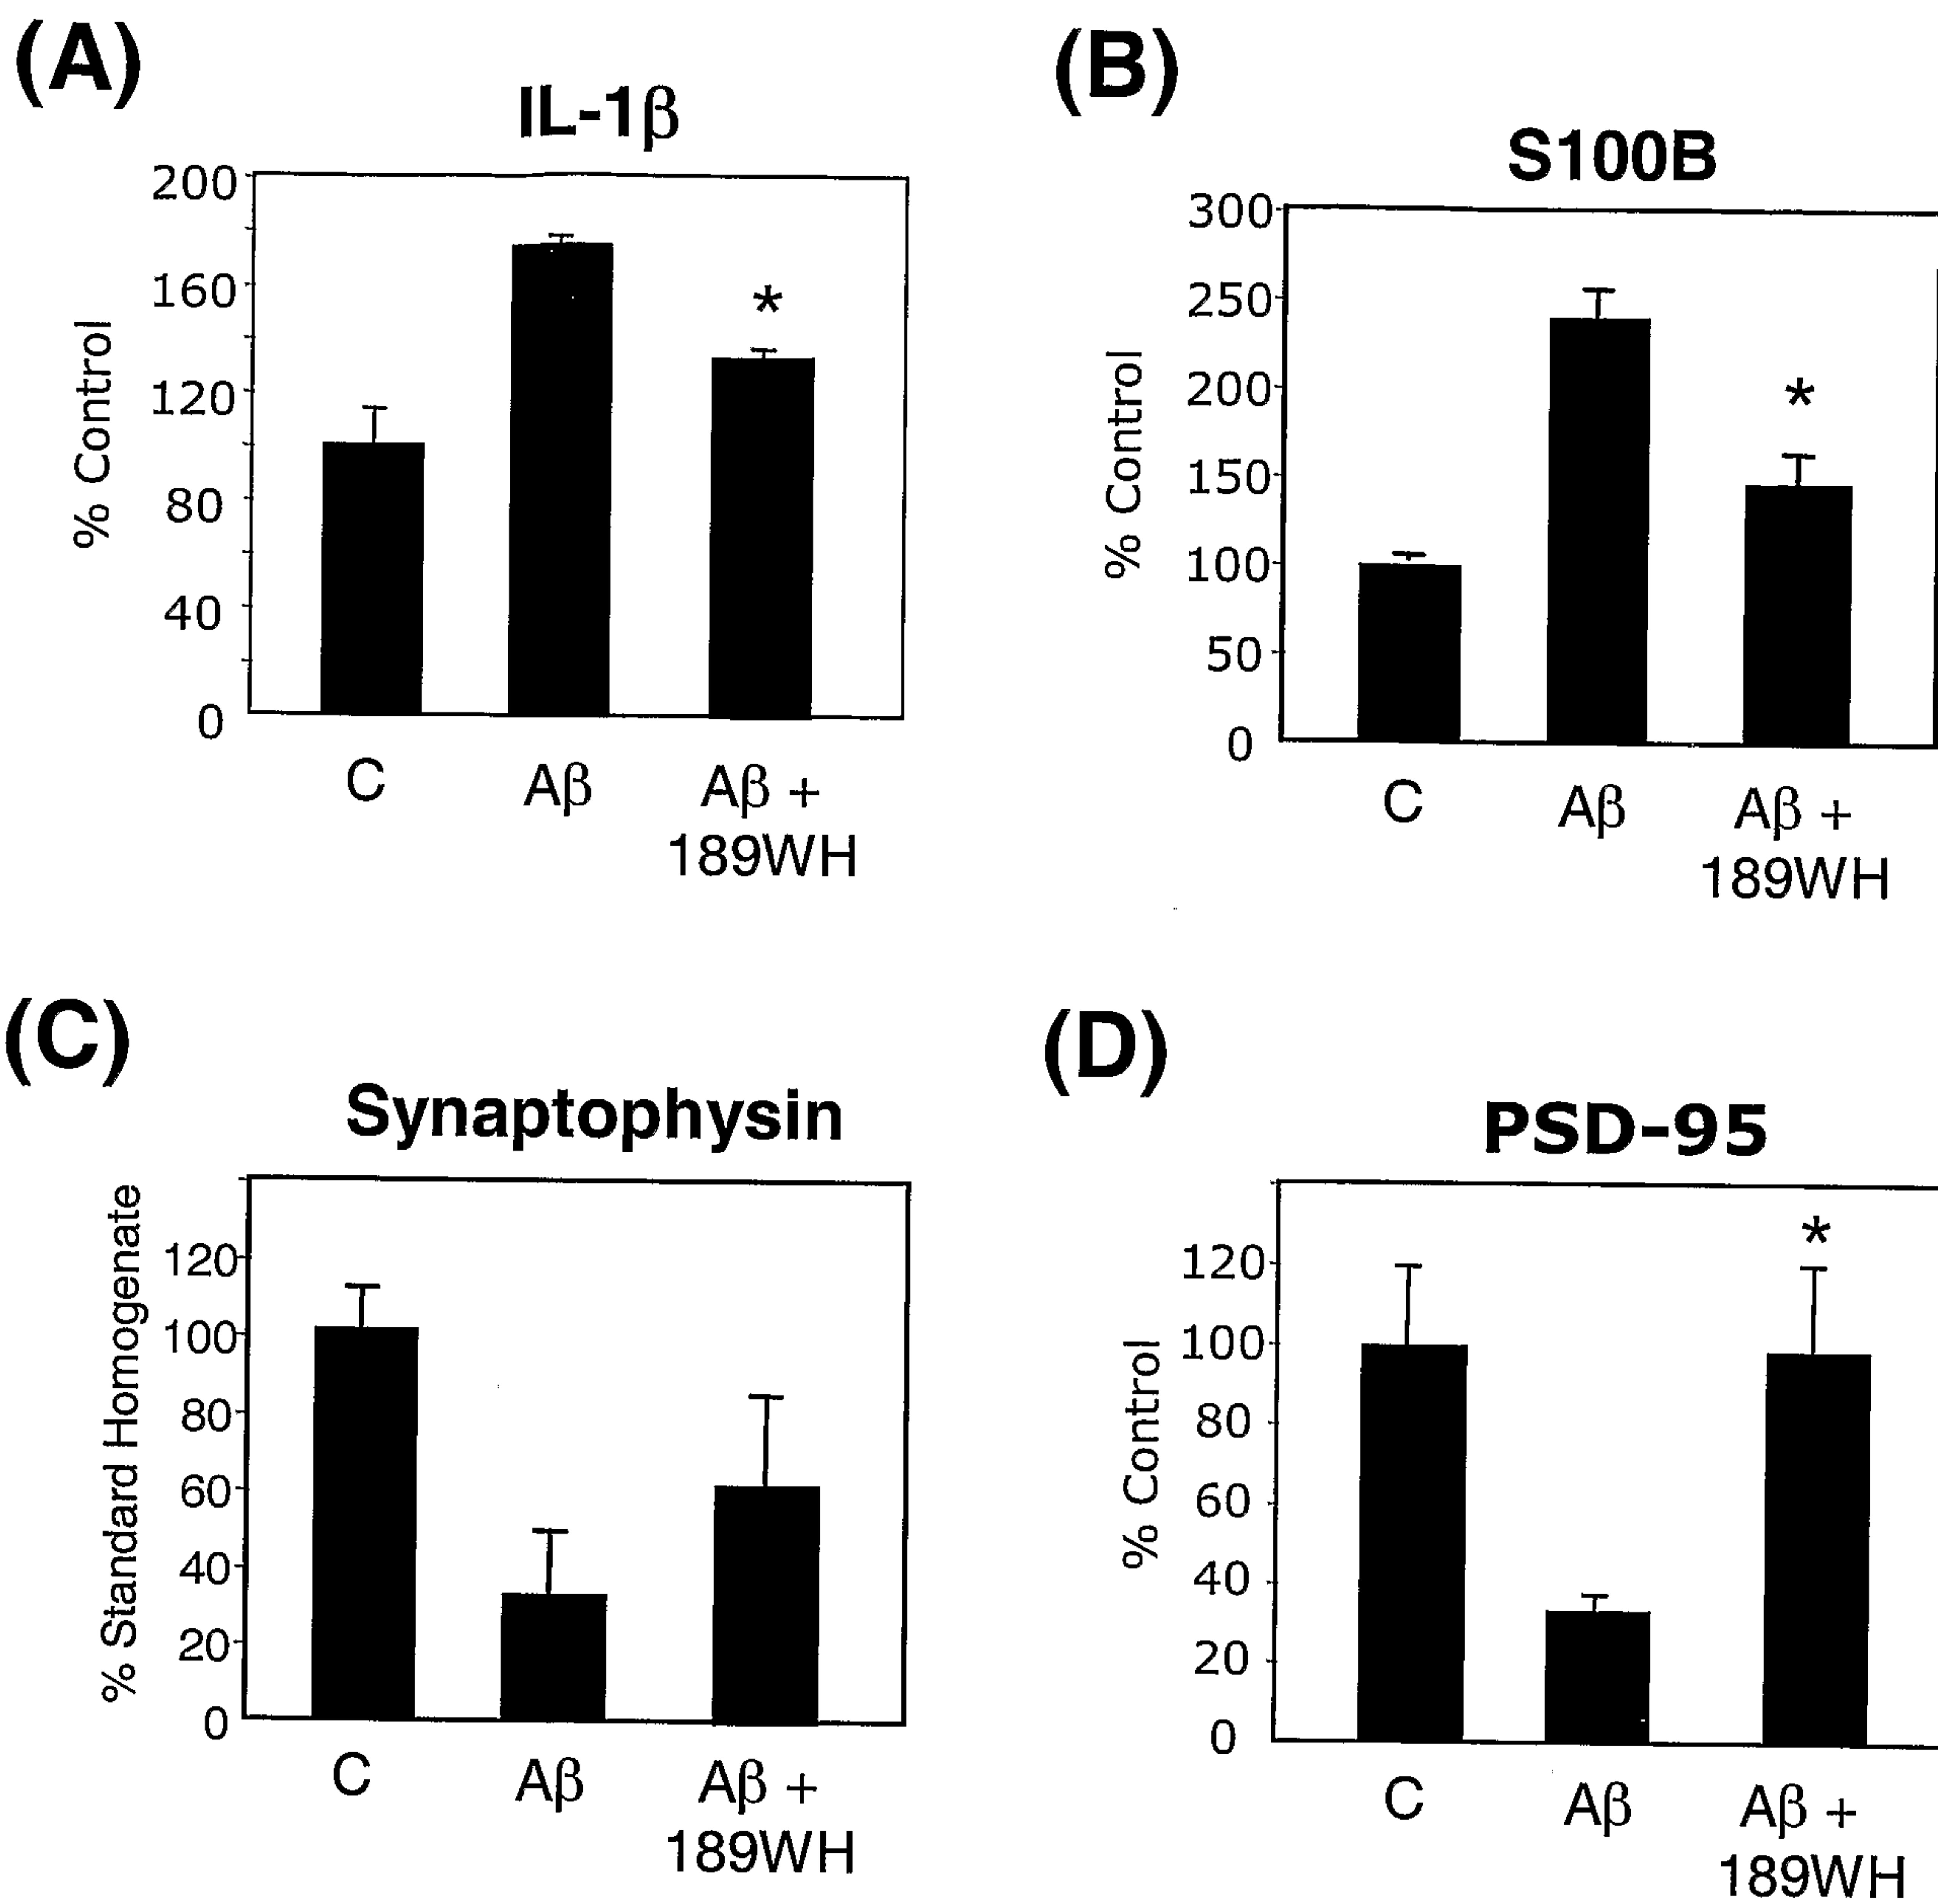 (A)
IL-1β
% Control
200
160
120
80
40
0
C
Aβ
Aβ +
189WH
*
(B)
S100B
% Control
300
250
200
150
100
50
0
C
Aβ
Aβ +
189WH
*
(C)
Synaptophysin
% Standard Homogenate
120
100
80
60
40
20
0
C
Aβ
Aβ +
189WH
(D)
PSD-95
% Control
120
100
80
60
40
20
0
C
Aβ
Aβ +
189WH
*